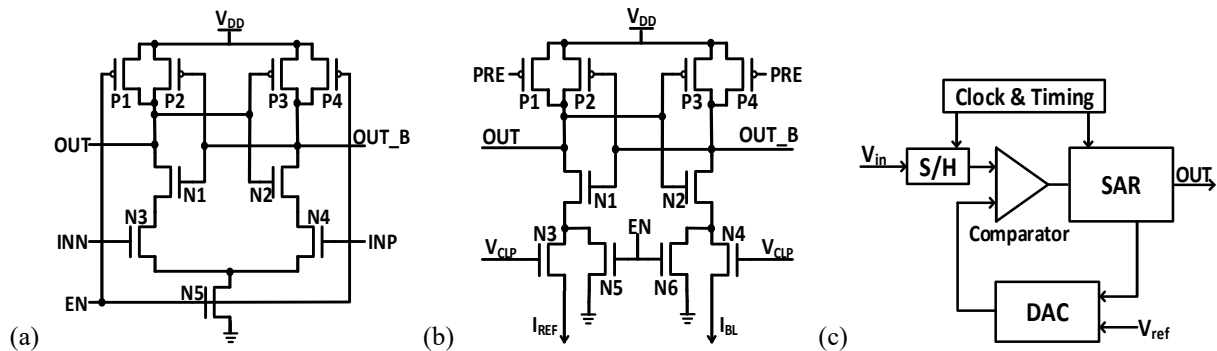 V_DD
P1 P2 P3 P4
OUT
OUT_B
N1 N2
N3 N4
INN
INP
EN
N5
(a)
V_DD
PRE
PRE
P1 P2 P3 P4
OUT
OUT_B
N1 N2
N3
EN
N4
V_CLP
V_CLP
N5 N6
I_REF
I_BL
(b)
Clock & Timing
V_in
S/H
SAR
OUT
Comparator
DAC
V_ref
(c)